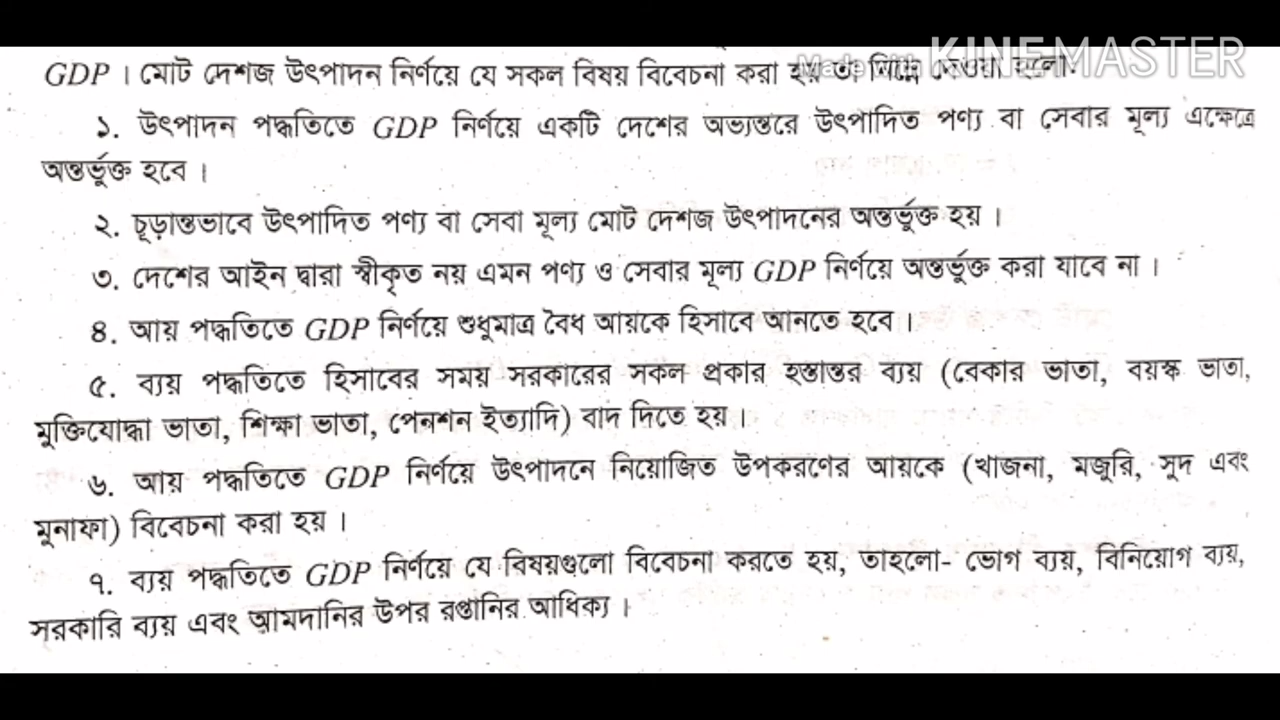 Made with KINEMASTER
GDP । মোট দেশজ উৎপাদন নির্ণয়ে যে সকল বিষয় বিবেচনা করা হয় তা নিম্নে দেওয়া হলো-
১. উৎপাদন পদ্ধতিতে GDP নির্ণয়ে একটি দেশের অভ্যন্তরে উৎপাদিত পণ্য বা সেবার মূল্য এক্ষেত্রে
অন্তর্ভুক্ত হবে ।
২. চূড়ান্তভাবে উৎপাদিত পণ্য বা সেবা মূল্য মোট দেশজ উৎপাদনের অন্তর্ভুক্ত হয় ।
৩. দেশের আইন দ্বারা স্বীকৃত নয় এমন পণ্য ও সেবার মূল্য GDP নির্ণয়ে অন্তর্ভুক্ত করা যাবে না ।
৪. আয় পদ্ধতিতে GDP নির্ণয়ে শুধুমাত্র বৈধ আয়কে হিসাবে আনতে হবে ।
৫. ব্যয় পদ্ধতিতে হিসাবের সময় সরকারের সকল প্রকার হস্তান্তর ব্যয় (বেকার ভাতা, বয়স্ক ভাতা,
মুক্তিযোদ্ধা ভাতা, শিক্ষা ভাতা, পেনশন ইত্যাদি) বাদ দিতে হয় ।
৬. আয় পদ্ধতিতে GDP নির্ণয়ে উৎপাদনে নিয়োজিত উপকরণের আয়কে (খাজনা, মজুরি, সুদ এবং
মুনাফা) বিবেচনা করা হয় ।
৭. ব্যয় পদ্ধতিতে GDP নির্ণয়ে যে বিষয়গুলো বিবেচনা করতে হয়, তাহলো- ভোগ ব্যয়, বিনিয়োগ ব্যয়,
সরকারি ব্যয় এবং আমদানির উপর রপ্তানির আধিক্য ।